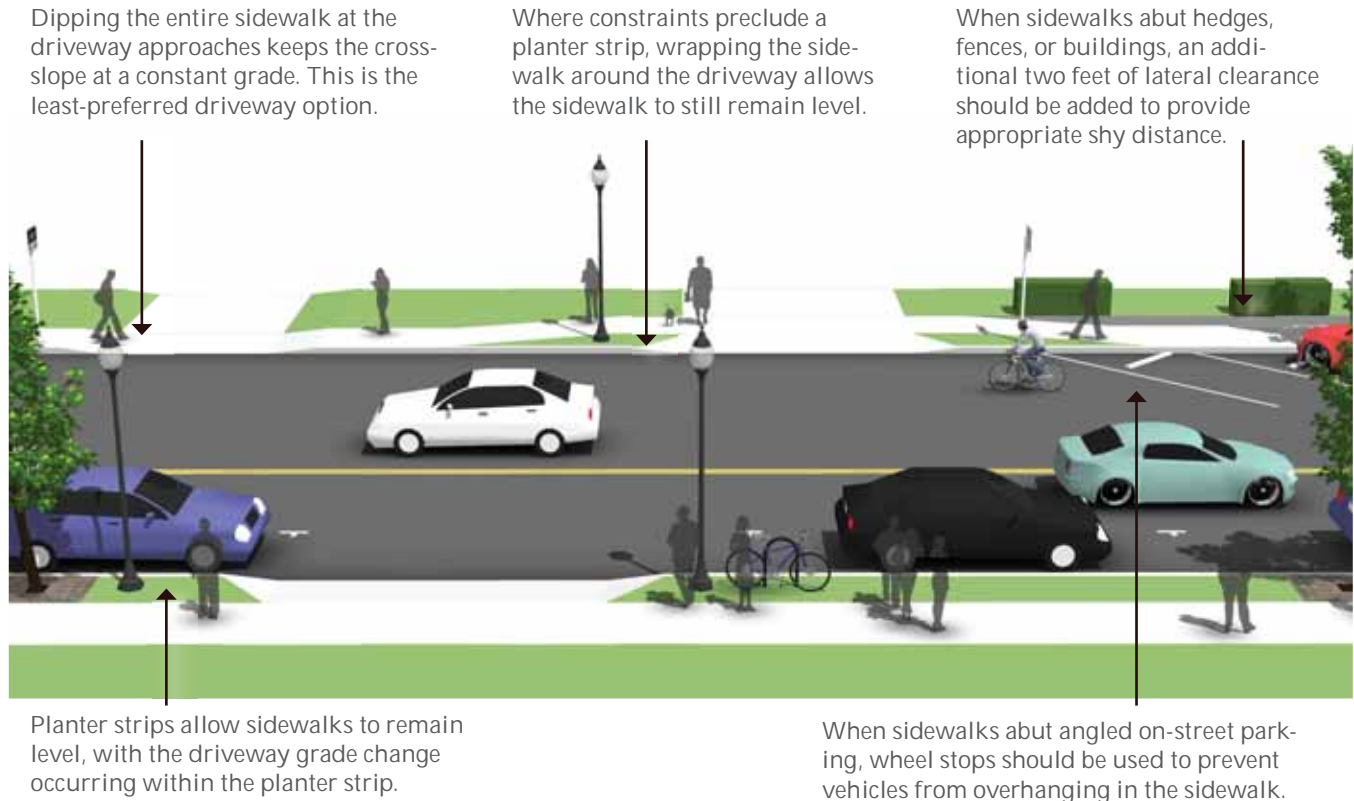 Dipping the entire sidewalk at the
driveway approaches keeps the cross-
slope at a constant grade. This is the
least-preferred driveway option.
Where constraints preclude a
planter strip, wrapping the side-
walk around the driveway allows
the sidewalk to still remain level.
When sidewalks abut hedges,
fences, or buildings, an addi-
tional two feet of lateral clearance
should be added to provide
appropriate shy distance.
Planter strips allow sidewalks to remain
level, with the driveway grade change
occurring within the planter strip.
When sidewalks abut angled on-street park-
ing, wheel stops should be used to prevent
vehicles from overhanging in the sidewalk.